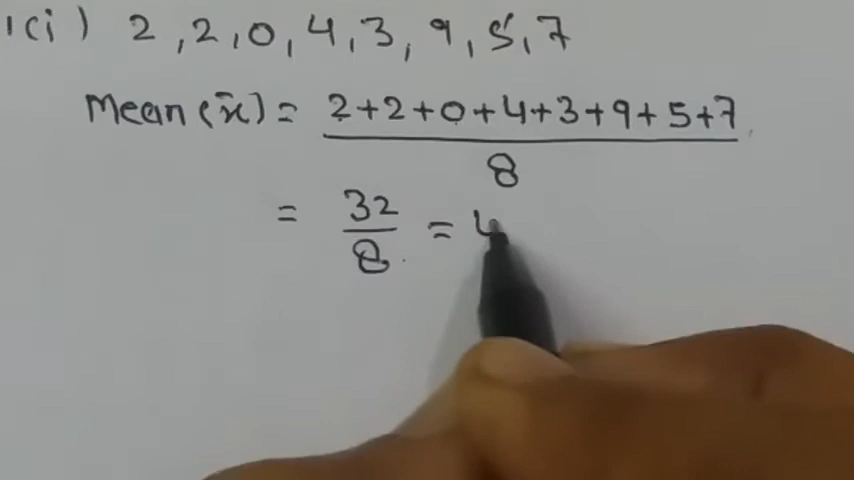 1(i) 2,2,0,4,3,9,5,7
Mean(x̄) = 2+2+0+4+3+9+5+7
8
= 32/8 = 4